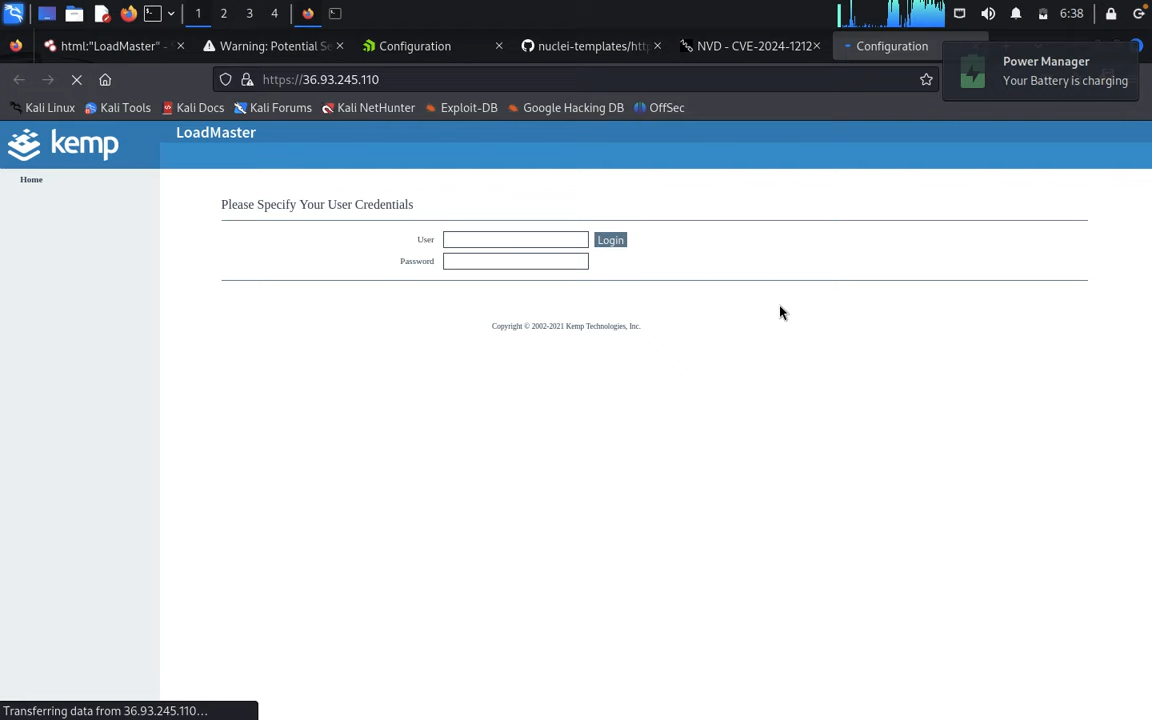 1 2 3 4 6:38
html:"LoadMaster" - Warning: Potential Se Configuration nuclei-templates/http NVD - CVE-2024-1212 Configuration
https://36.93.245.110
Power Manager
Your Battery is charging
Kali Linux Kali Tools Kali Docs Kali Forums Kali NetHunter Exploit-DB Google Hacking DB OffSec
kemp LoadMaster
Home
Please Specify Your User Credentials
User Login
Password
Copyright © 2002-2021 Kemp Technologies, Inc.
Transferring data from 36.93.245.110…